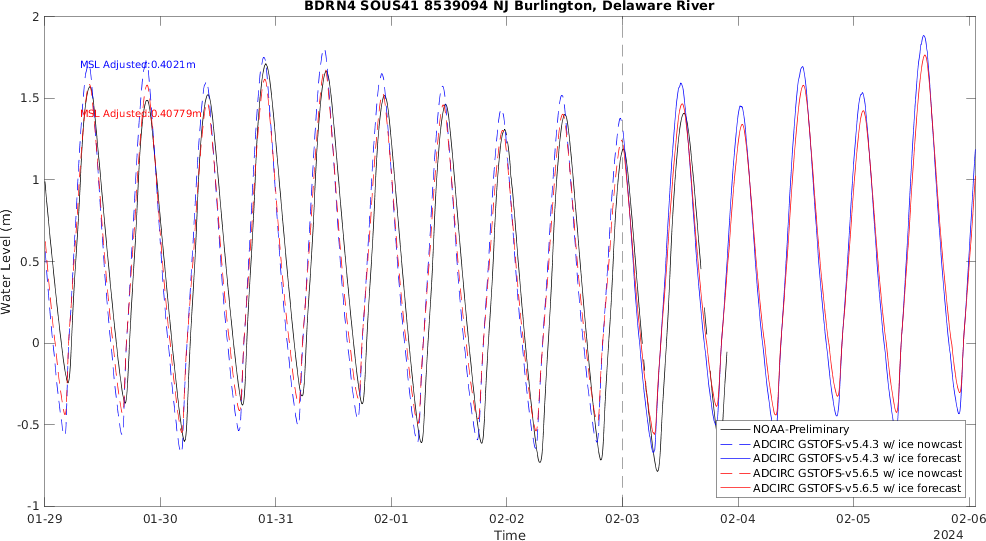 BDRN4 SOUS41 8539094 NJ Burlington, Delaware River
2
MSL Adjusted:0.4021m
1.5
MSL Adjusted:0.40779m
1
0.5
0
-0.5
-1
Water Level (m)
NOAA-Preliminary
ADCIRC GSTOFS-v5.4.3 w/ ice nowcast
ADCIRC GSTOFS-v5.4.3 w/ ice forecast
ADCIRC GSTOFS-v5.6.5 w/ ice nowcast
ADCIRC GSTOFS-v5.6.5 w/ ice forecast
01-29 01-30 01-31 02-01 02-02 02-03 02-04 02-05 02-06
Time
2024